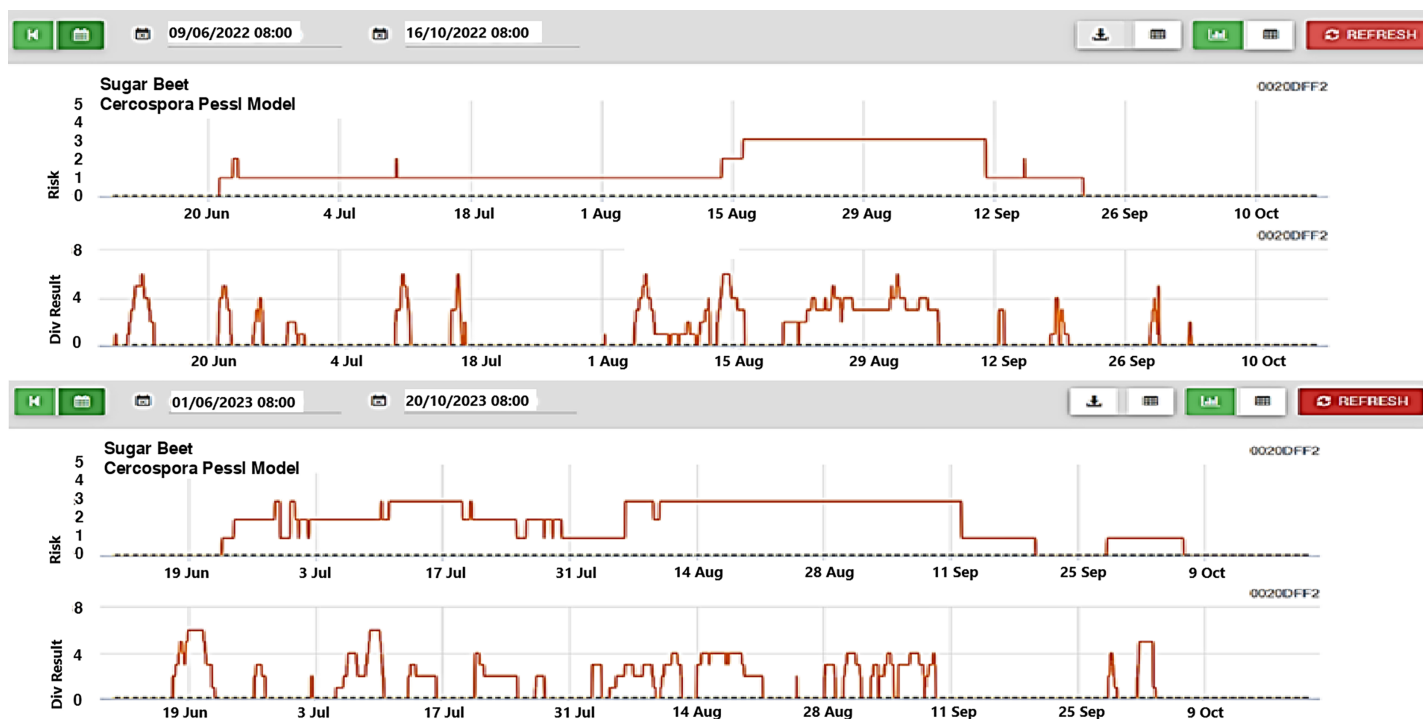 09/06/2022 08:00 16/10/2022 08:00 REFRESH
Sugar Beet 0020DFF2
Cercospora Pessl Model
5
4
3
2
1
0
Risk
20 Jun 4 Jul 18 Jul 1 Aug 15 Aug 29 Aug 12 Sep 26 Sep 10 Oct
0020DFF2
8
4
0
Div Result
20 Jun 4 Jul 18 Jul 1 Aug 15 Aug 29 Aug 12 Sep 26 Sep 10 Oct
01/06/2023 08:00 20/10/2023 08:00 REFRESH
Sugar Beet 0020DFF2
Cercospora Pessl Model
5
4
3
2
1
0
Risk
19 Jun 3 Jul 17 Jul 31 Jul 14 Aug 28 Aug 11 Sep 25 Sep 9 Oct
0020DFF2
8
4
0
Div Result
19 Jun 3 Jul 17 Jul 31 Jul 14 Aug 28 Aug 11 Sep 25 Sep 9 Oct